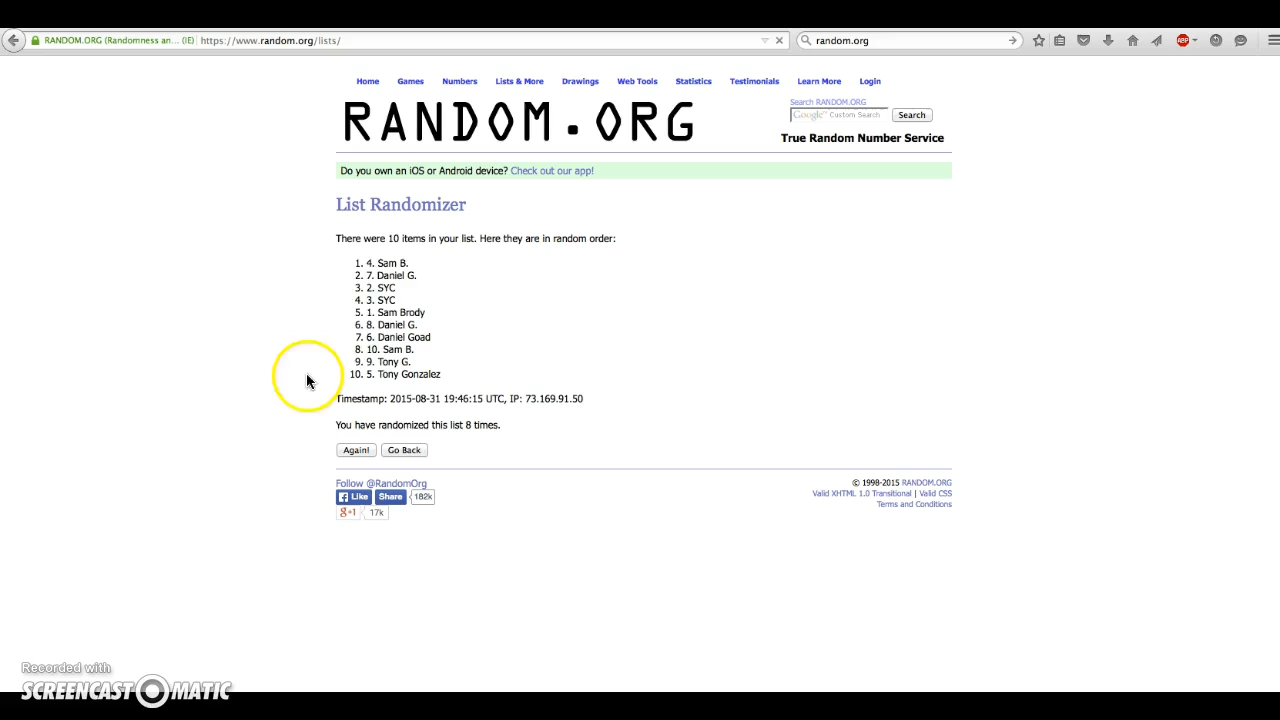 RANDOM.ORG (Randomness an... (IE) https://www.random.org/lists/ random.org
Home Games Numbers Lists & More Drawings Web Tools Statistics Testimonials Learn More Login
RANDOM.ORG
Search RANDOM.ORG
Google™ Custom Search Search
True Random Number Service
Do you own an iOS or Android device? Check out our app!
List Randomizer
There were 10 items in your list. Here they are in random order:
1. 4. Sam B.
2. 7. Daniel G.
3. 2. SYC
4. 3. SYC
5. 1. Sam Brody
6. 8. Daniel G.
7. 6. Daniel Goad
8. 10. Sam B.
9. 9. Tony G.
10. 5. Tony Gonzalez
Timestamp: 2015-08-31 19:46:15 UTC, IP: 73.169.91.50
You have randomized this list 8 times.
Again! Go Back
Follow @RandomOrg
Like Share 182k
g+1 17k
© 1998-2015 RANDOM.ORG
Valid XHTML 1.0 Transitional | Valid CSS
Terms and Conditions
Recorded with
SCREENCAST-O-MATIC
ABP